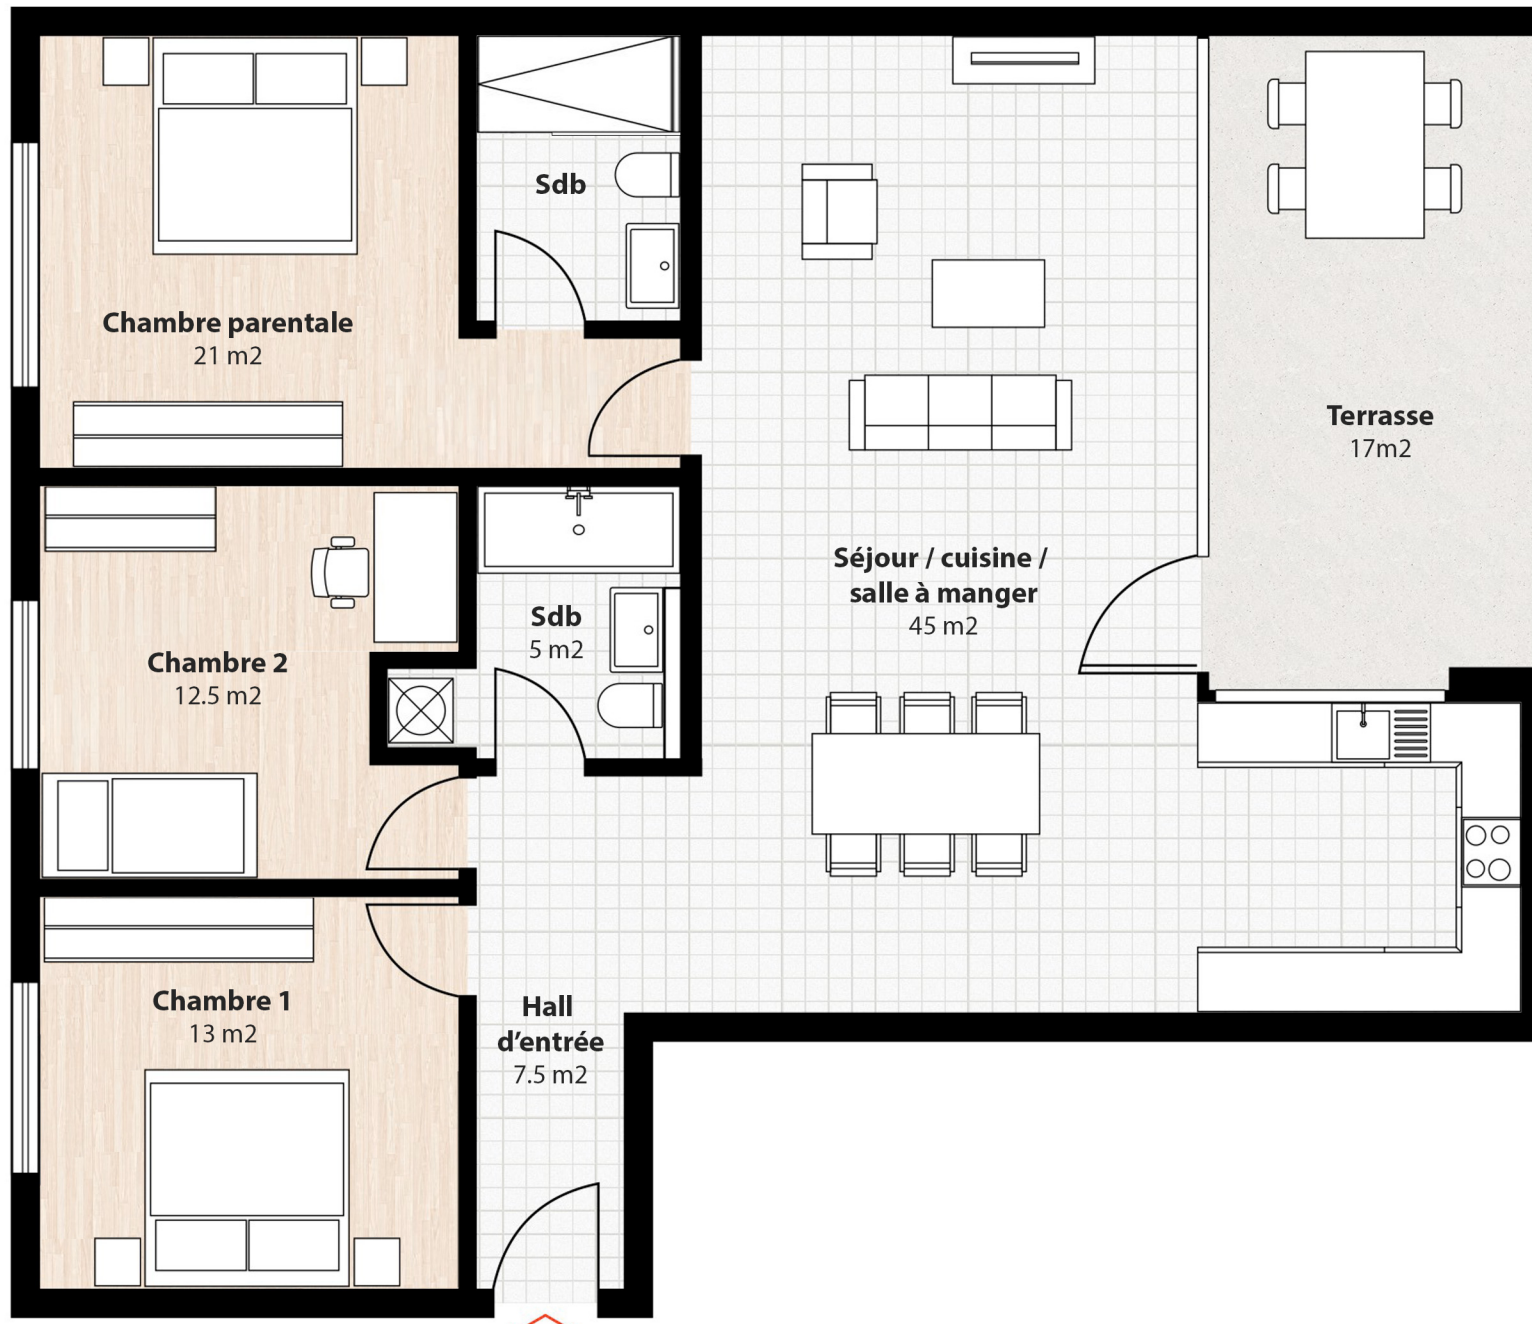 Sdb
Chambre parentale
21 m2
Terrasse
17m2
Séjour / cuisine /
salle à manger
45 m2
Sdb
5 m2
Chambre 2
12.5 m2
Chambre 1
13 m2
Hall
d’entrée
7.5 m2